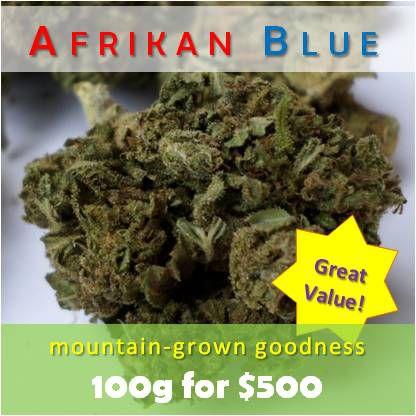 AFRIKAN BLUE
Great
Value!
mountain-grown goodness
100g for $500